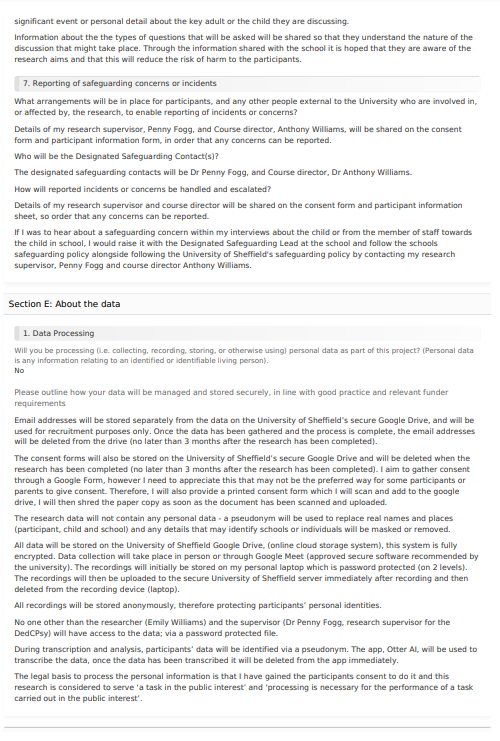 significant event or personal detail about the key adult or the child they are discussing.
Information about the the types of questions that will be asked will be shared so that they understand the nature of the
discussion that might take place. Through the information shared with the school it is hoped that they are aware of the
research aims and that this will reduce the risk of harm to the participants.
7. Reporting of safeguarding concerns or incidents
What arrangements will be in place for participants, and any other people external to the University who are involved in,
or affected by, the research, to enable reporting of incidents or concerns?
Details of my research supervisor, Penny Fogg, and Course director, Anthony Williams, will be shared on the consent
form and participant information form, in order that any concerns can be reported.
Who will be the Designated Safeguarding Contact(s)?
The designated safeguarding contacts will be Dr Penny Fogg, and Course director, Dr Anthony Williams.
How will reported incidents or concerns be handled and escalated?
Details of my research supervisor and course director will be shared on the consent form and participant information
sheet, so order that any concerns can be reported.
If I was to hear about a safeguarding concern within my interviews about the child or from the member of staff towards
the child in school, I would raise it with the Designated Safeguarding Lead at the school and follow the schools
safeguarding policy alongside following the University of Sheffield's safeguarding policy by contacting my research
supervisor, Penny Fogg and course director Anthony Williams.
Section E: About the data
1. Data Processing
Will you be processing (i.e. collecting, recording, storing, or otherwise using) personal data as part of this project? (Personal data
is any information relating to an identified or identifiable living person).
No
Please outline how your data will be managed and stored securely, in line with good practice and relevant funder
requirements
Email addresses will be stored separately from the data on the University of Sheffield's secure Google Drive, and will be
used for recruitment purposes only. Once the data has been gathered and the process is complete, the email addresses
will be deleted from the drive (no later than 3 months after the research has been completed).
The consent forms will also be stored on the University of Sheffield's secure Google Drive and will be deleted when the
research has been completed (no later than 3 months after the research has been completed). I aim to gather consent
through a Google Form, however I need to appreciate that this may not be the preferred way for some participants or
parents to give consent. Therefore, I will also provide a printed consent form which I will scan and add to the google
drive, I will then shred the paper copy as soon as the document has been scanned and uploaded.
The research data will not contain any personal data - a pseudonym will be used to replace real names and places
(participant, child and school) and any details that may identify schools or individuals will be masked or removed.
All data will be stored on the University of Sheffield Google Drive, (online cloud storage system), this system is fully
encrypted. Data collection will take place in person or through Google Meet (approved secure software recommended by
the university). The recordings will initially be stored on my personal laptop which is password protected (on 2 levels).
The recordings will then be uploaded to the secure University of Sheffield server immediately after recording and then
deleted from the recording device (laptop).
All recordings will be stored anonymously, therefore protecting participants' personal identities.
No one other than the researcher (Emily Williams) and the supervisor (Dr Penny Fogg, research supervisor for the
DedCPsy) will have access to the data; via a password protected file.
During transcription and analysis, participants' data will be identified via a pseudonym. The app, Otter AI, will be used to
transcribe the data, once the data has been transcribed it will be deleted from the app immediately.
The legal basis to process the personal information is that I have gained the participants consent to do it and this
research is considered to serve 'a task in the public interest' and 'processing is necessary for the performance of a task
carried out in the public interest'.